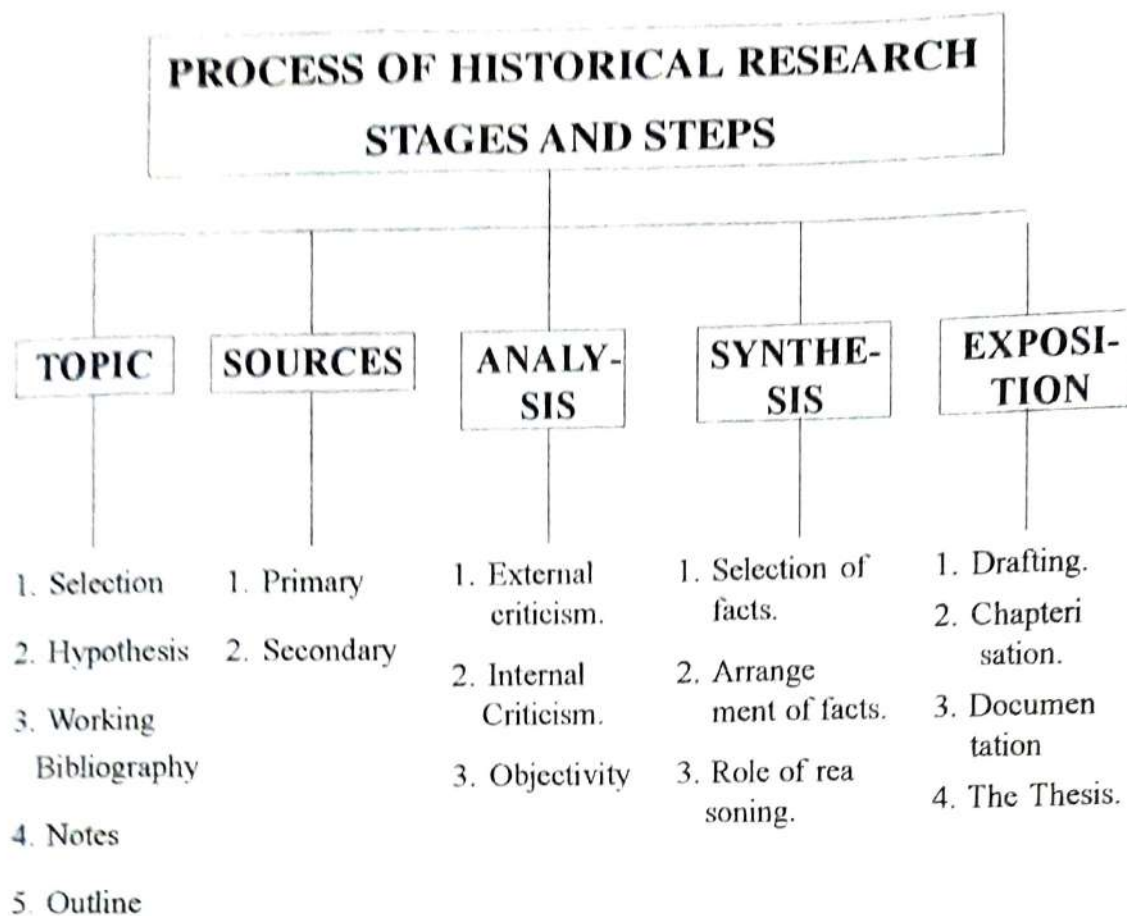 PROCESS OF HISTORICAL RESEARCH
STAGES AND STEPS
TOPIC
SOURCES
ANALY-
SIS
SYNTHE-
SIS
EXPOSI-
TION
1. Selection
2. Hypothesis
3. Working
Bibliography
4. Notes
5. Outline
1. Primary
2. Secondary
1. External
criticism.
2. Internal
Criticism.
3. Objectivity
1. Selection of
facts.
2. Arrange
ment of facts.
3. Role of rea
soning.
1. Drafting.
2. Chapteri
sation.
3. Documen
tation
4. The Thesis.